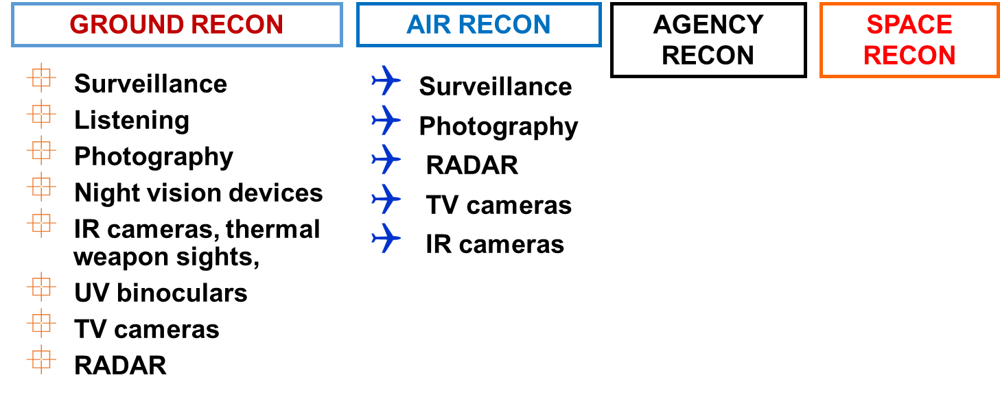 GROUND RECON
Surveillance
Listening
Photography
Night vision devices
IR cameras, thermal
weapon sights,
UV binoculars
TV cameras
RADAR
AIR RECON
Surveillance
Photography
RADAR
TV cameras
IR cameras
AGENCY
RECON
SPACE
RECON